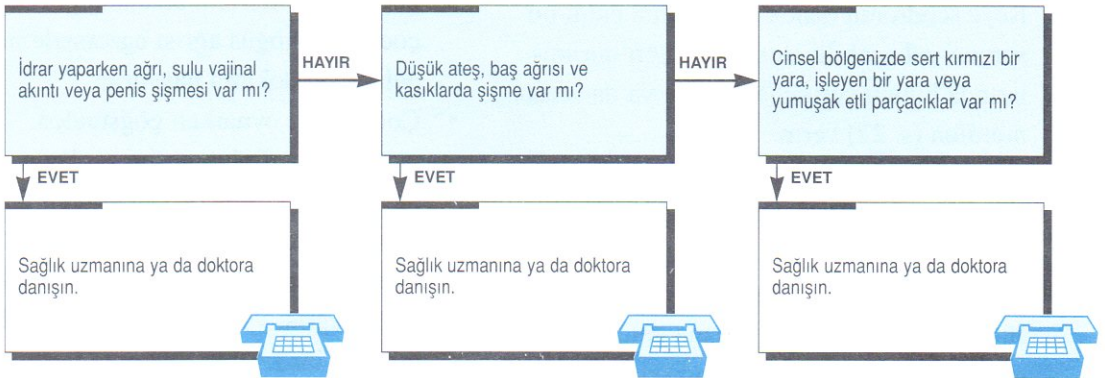 İdrar yaparken ağrı, sulu vajinal
akıntı veya penis şişmesi var mı?
HAYIR
Düşük ateş, baş ağrısı ve
kasıklarda şişme var mı?
HAYIR
Cinsel bölgenizde sert kırmızı bir
yara, işleyen bir yara veya
yumuşak etli parçacıklar var mı?
EVET
EVET
EVET
Sağlık uzmanına ya da doktora
danışın.
Sağlık uzmanına ya da doktora
danışın.
Sağlık uzmanına ya da doktora
danışın.